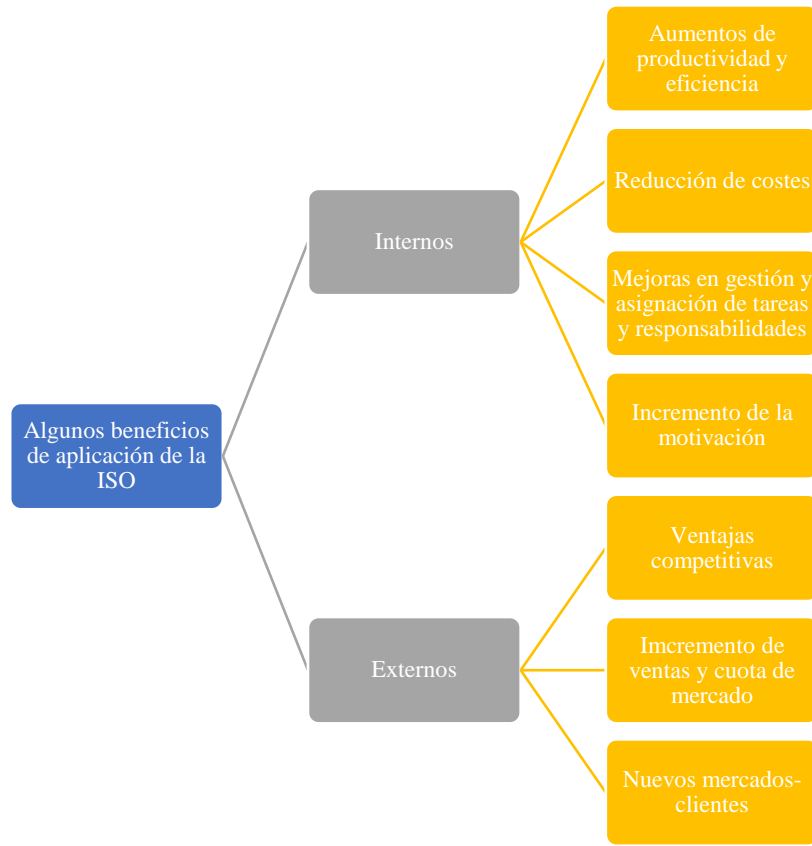 Algunos beneficios
de aplicación de la
ISO
Internos
Aumentos de
productividad y
eficiencia
Reducción de costes
Mejoras en gestión y
asignación de tareas
y responsabilidades
Incremento de la
motivación
Externos
Ventajas
competitivas
Imcremento de
ventas y cuota de
mercado
Nuevos mercados-
clientes